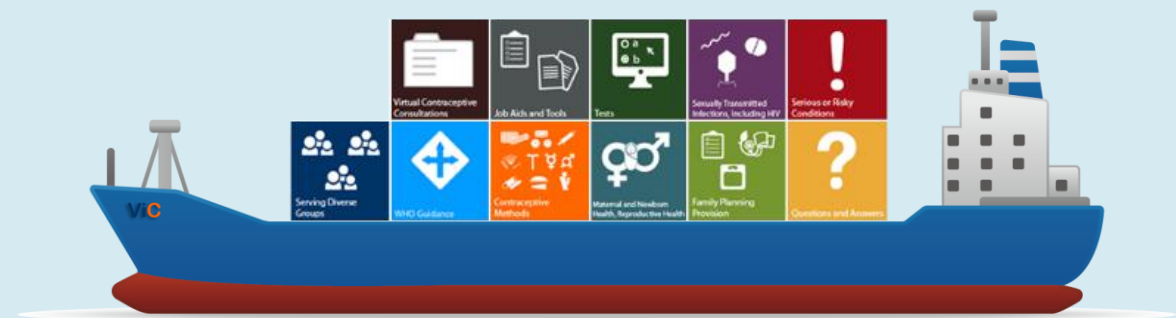 Virtual Contraceptive
Consultations
Job Aids and Tools
O a
b
Tests
Sexually Transmitted
Infections, Including HIV
Serious or Risky
Conditions
Serving Diverse
Groups
WHO Guidance
Contraceptive
Methods
Maternal and Newborn
Health, Reproductive Health
Family Planning
Provision
Questions and Answers
ViC